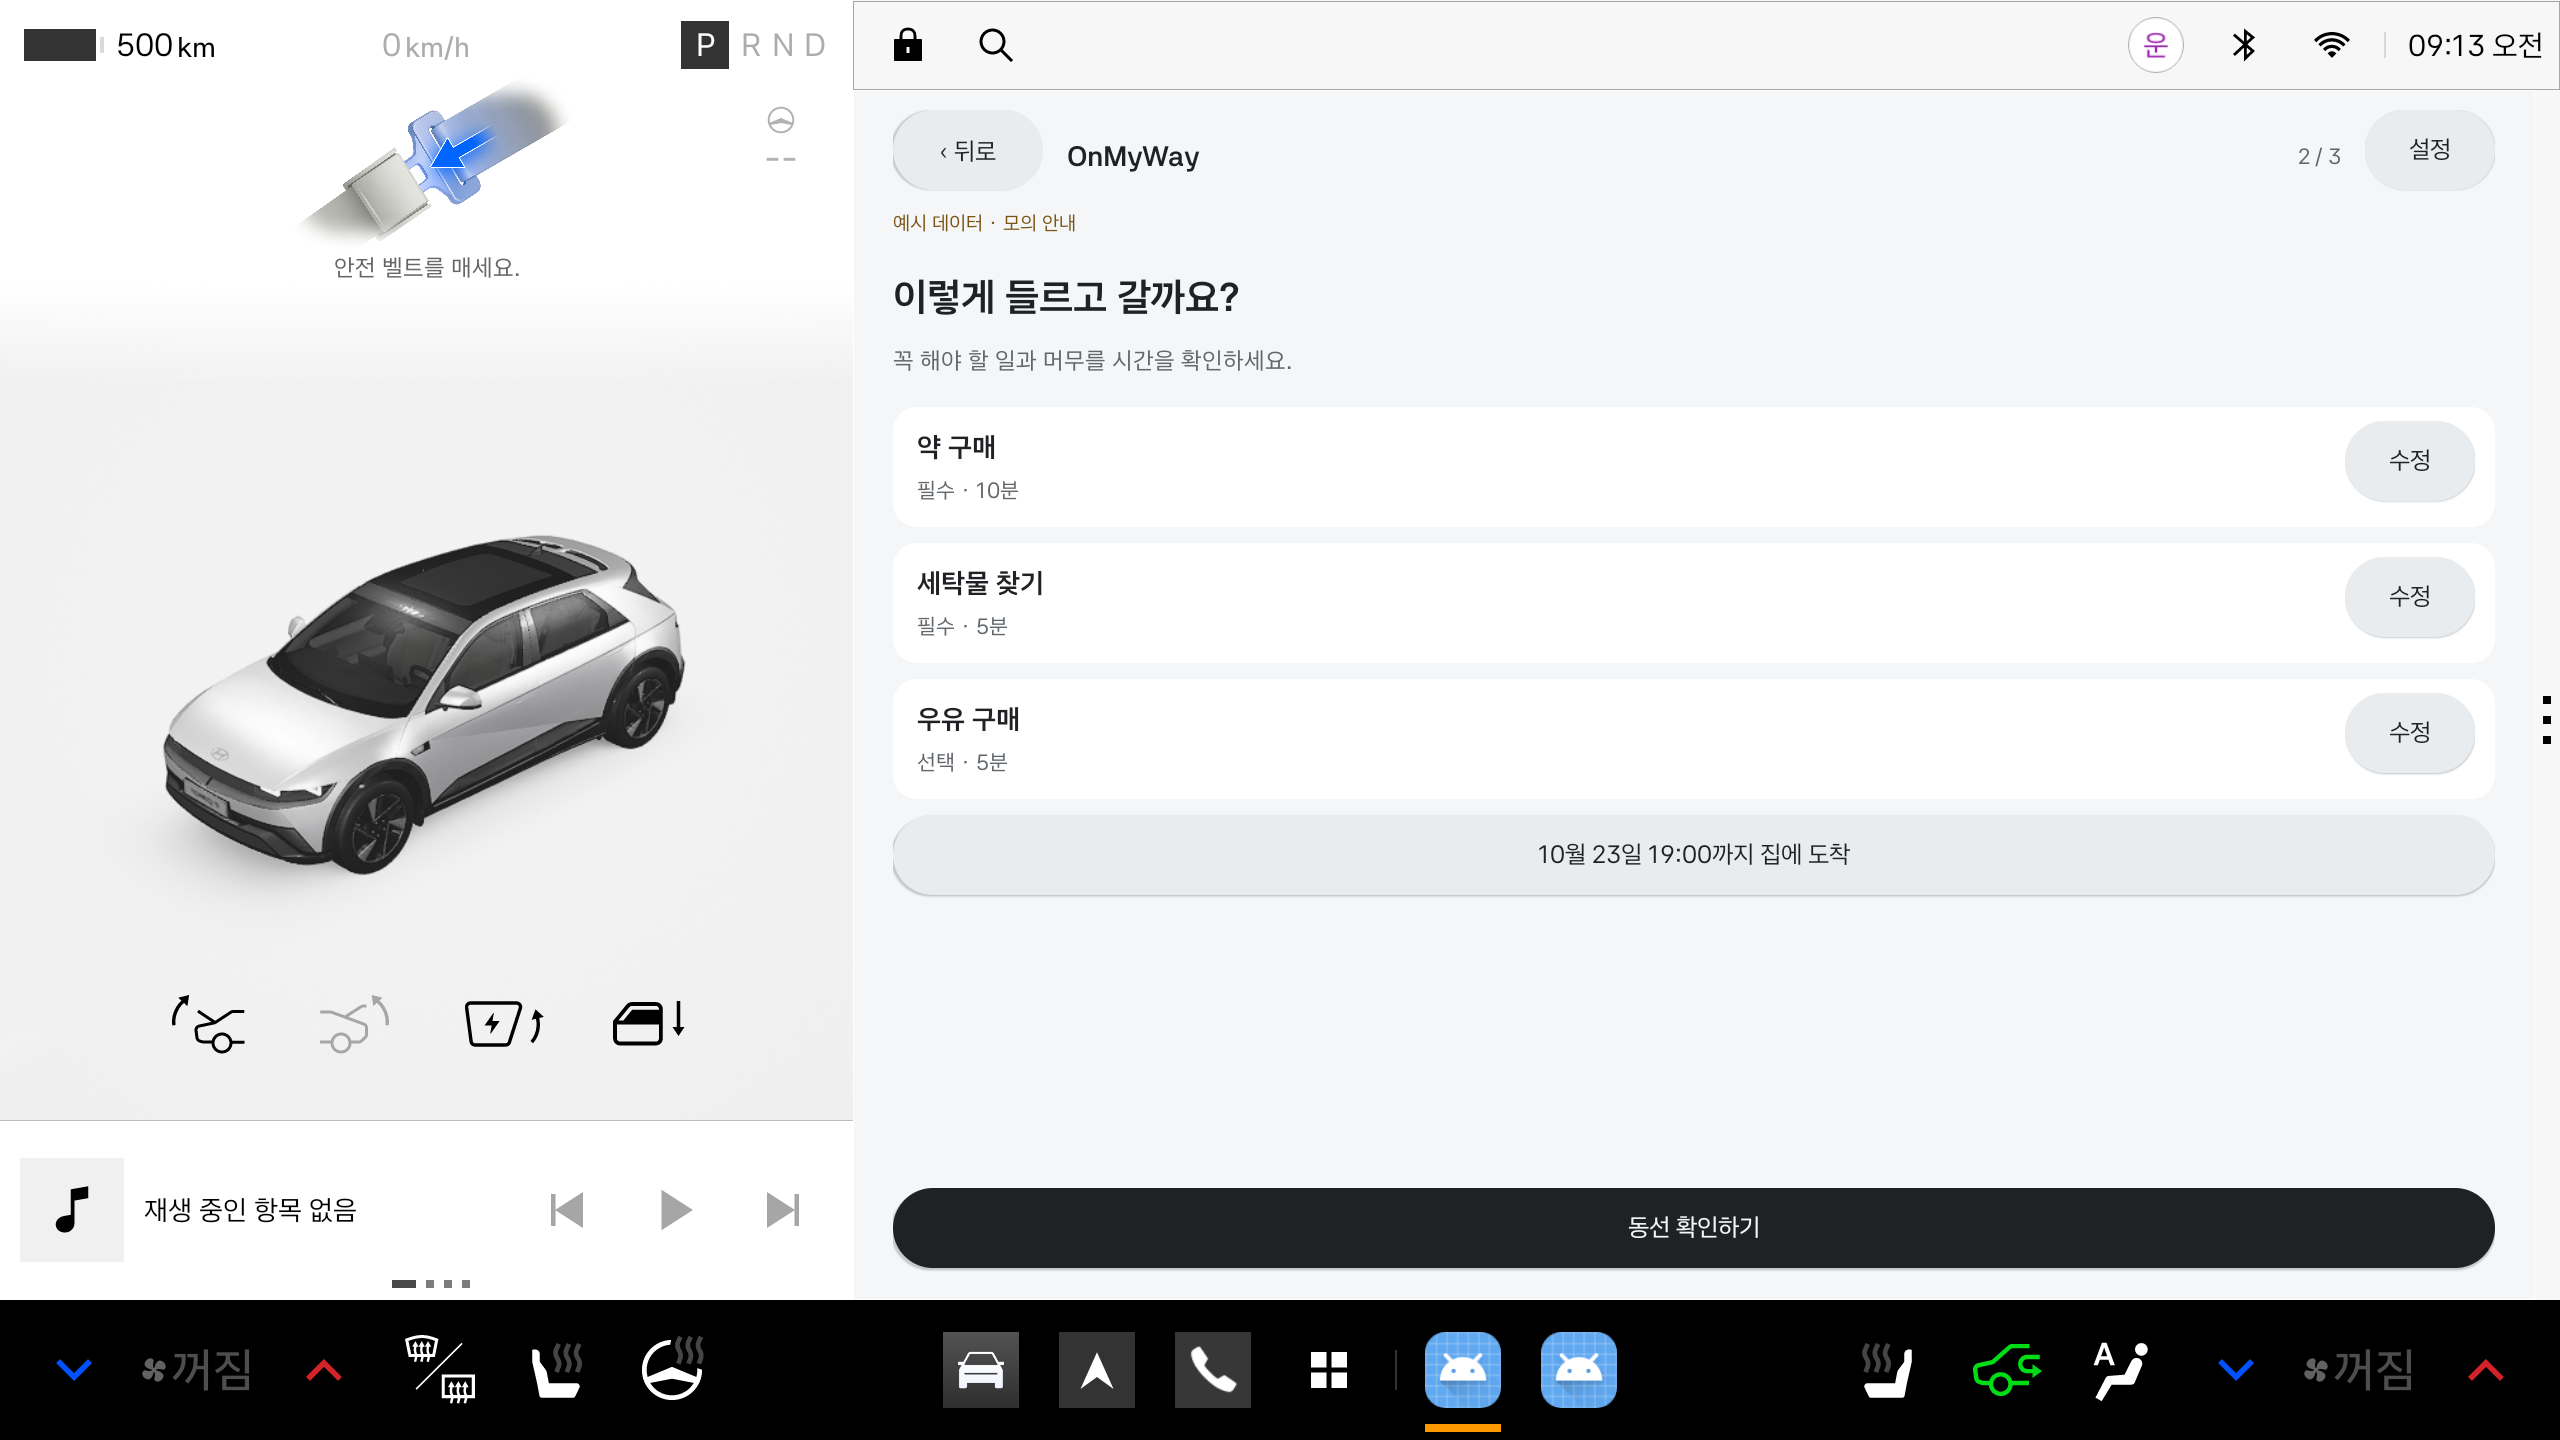 500 km
0 km/h
P R N D
안전 벨트를 매세요.
재생 중인 항목 없음
운
09:13 오전
‹ 뒤로
OnMyWay
2 / 3
설정
예시 데이터 · 모의 안내
이렇게 들르고 갈까요?
꼭 해야 할 일과 머무를 시간을 확인하세요.
약 구매
필수 · 10분
수정
세탁물 찾기
필수 · 5분
수정
우유 구매
선택 · 5분
수정
10월 23일 19:00까지 집에 도착
동선 확인하기
꺼짐
A
꺼짐